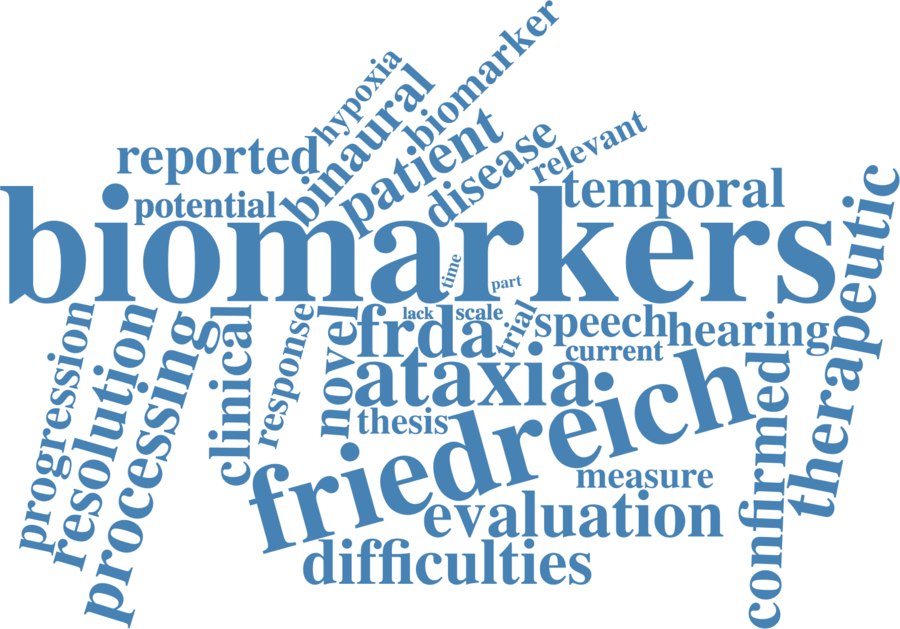 hypoxia
biomarker
binaural
patient
disease
relevant
reported
potential
temporal
biomarkers
therapeutic
time
part
lack
scale
trial
frda
speech
hearing
current
progression
resolution
processing
clinical
response
novel
ataxia
thesis
friedreich
confirmed
measure
evaluation
difficulties